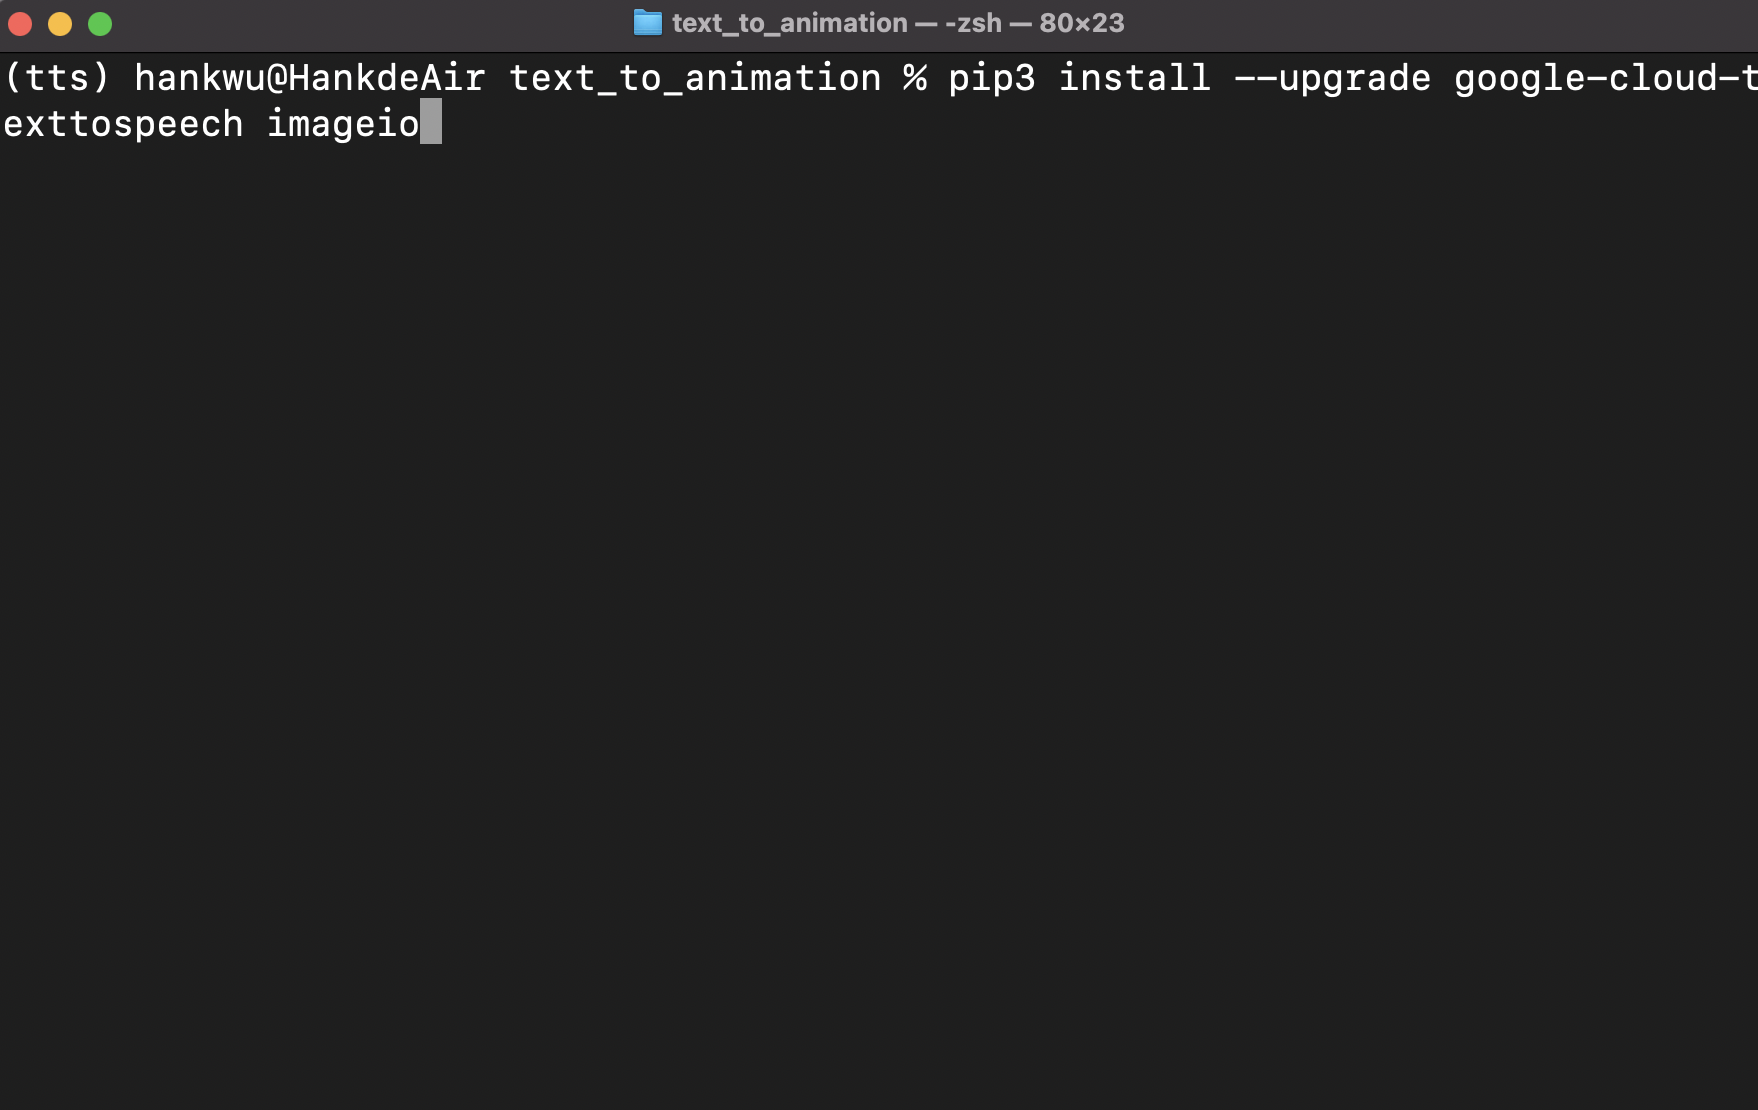 text_to_animation — -zsh — 80×23
(tts) hankwu@HankdeAir text_to_animation % pip3 install --upgrade google-cloud-t
exttospeech imageio